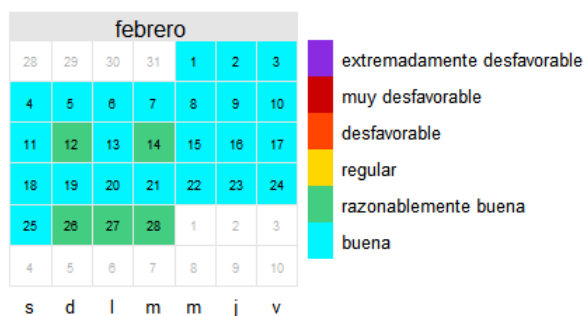 febrero
28 29 30 31 1 2 3
4 5 6 7 8 9 10
11 12 13 14 15 16 17
18 19 20 21 22 23 24
25 26 27 28 1 2 3
4 5 6 7 8 9 10
s d l m m j v
extremadamente desfavorable
muy desfavorable
desfavorable
regular
razonablemente buena
buena